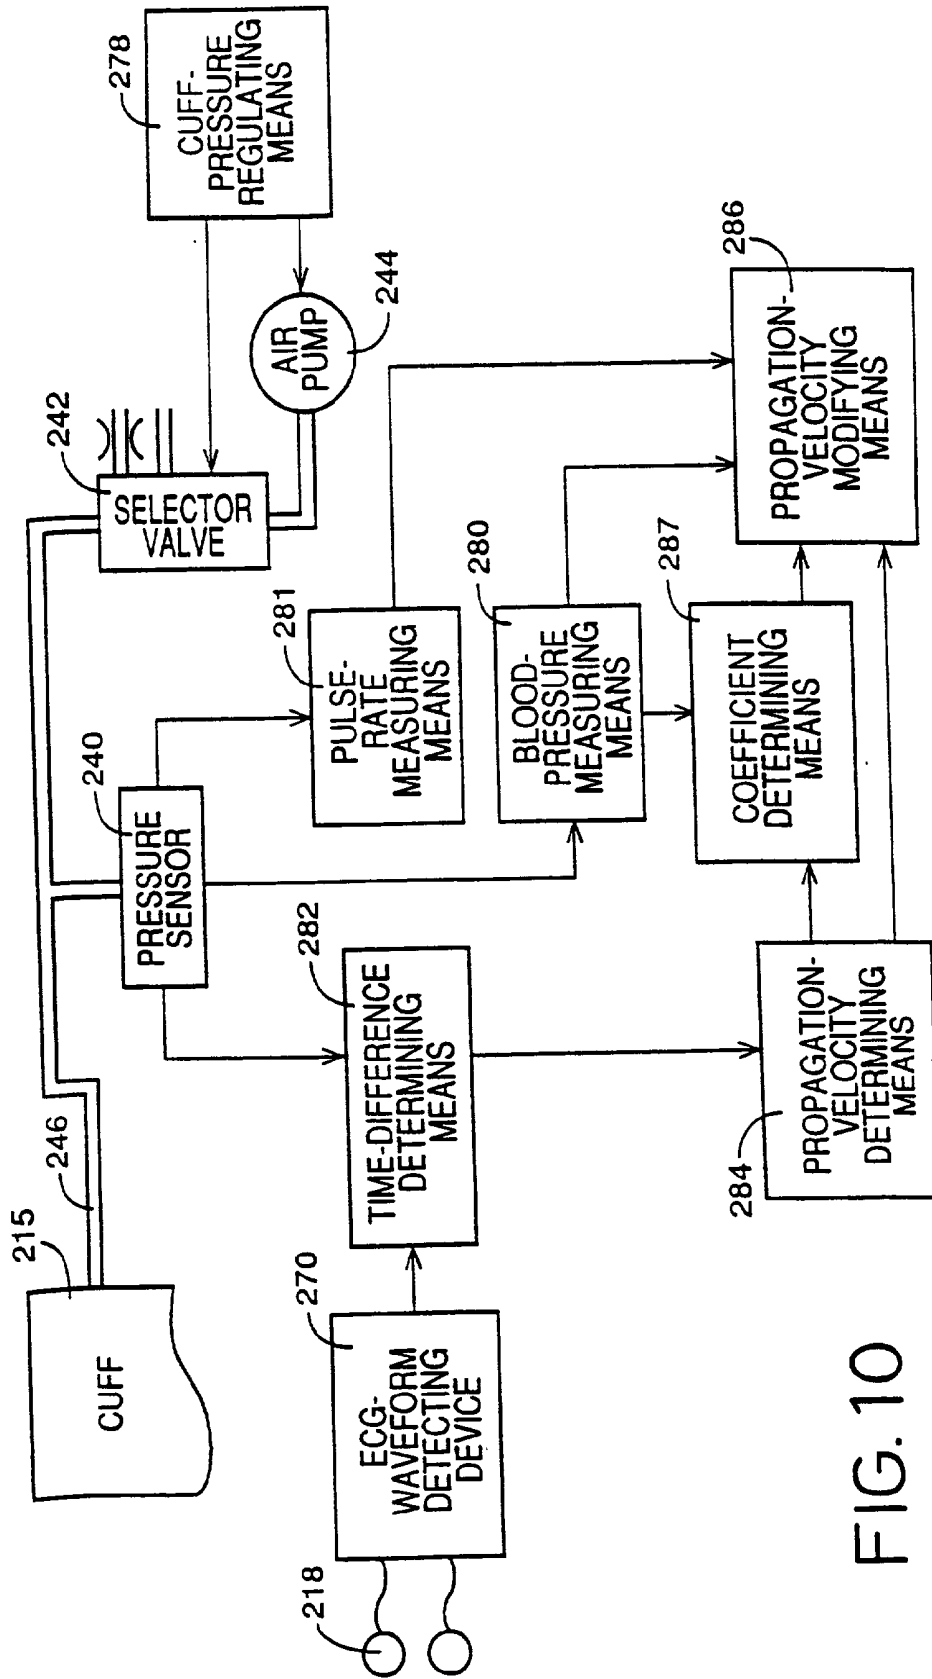 215
CUFF
246
240
PRESSURE
SENSOR
242
SELECTOR
VALVE
278
CUFF-
PRESSURE
REGULATING
MEANS
AIR
PUMP
244
218
270
ECG-
WAVEFORM
DETECTING
DEVICE
282
TIME-DIFFERENCE
DETERMINING
MEANS
281
PULSE-
RATE
MEASURING
MEANS
280
BLOOD-
PRESSURE
MEASURING
MEANS
287
COEFFICIENT
DETERMINING
MEANS
286
PROPAGATION-
VELOCITY
MODIFYING
MEANS
284
PROPAGATION-
VELOCITY
DETERMINING
MEANS
FIG. 10